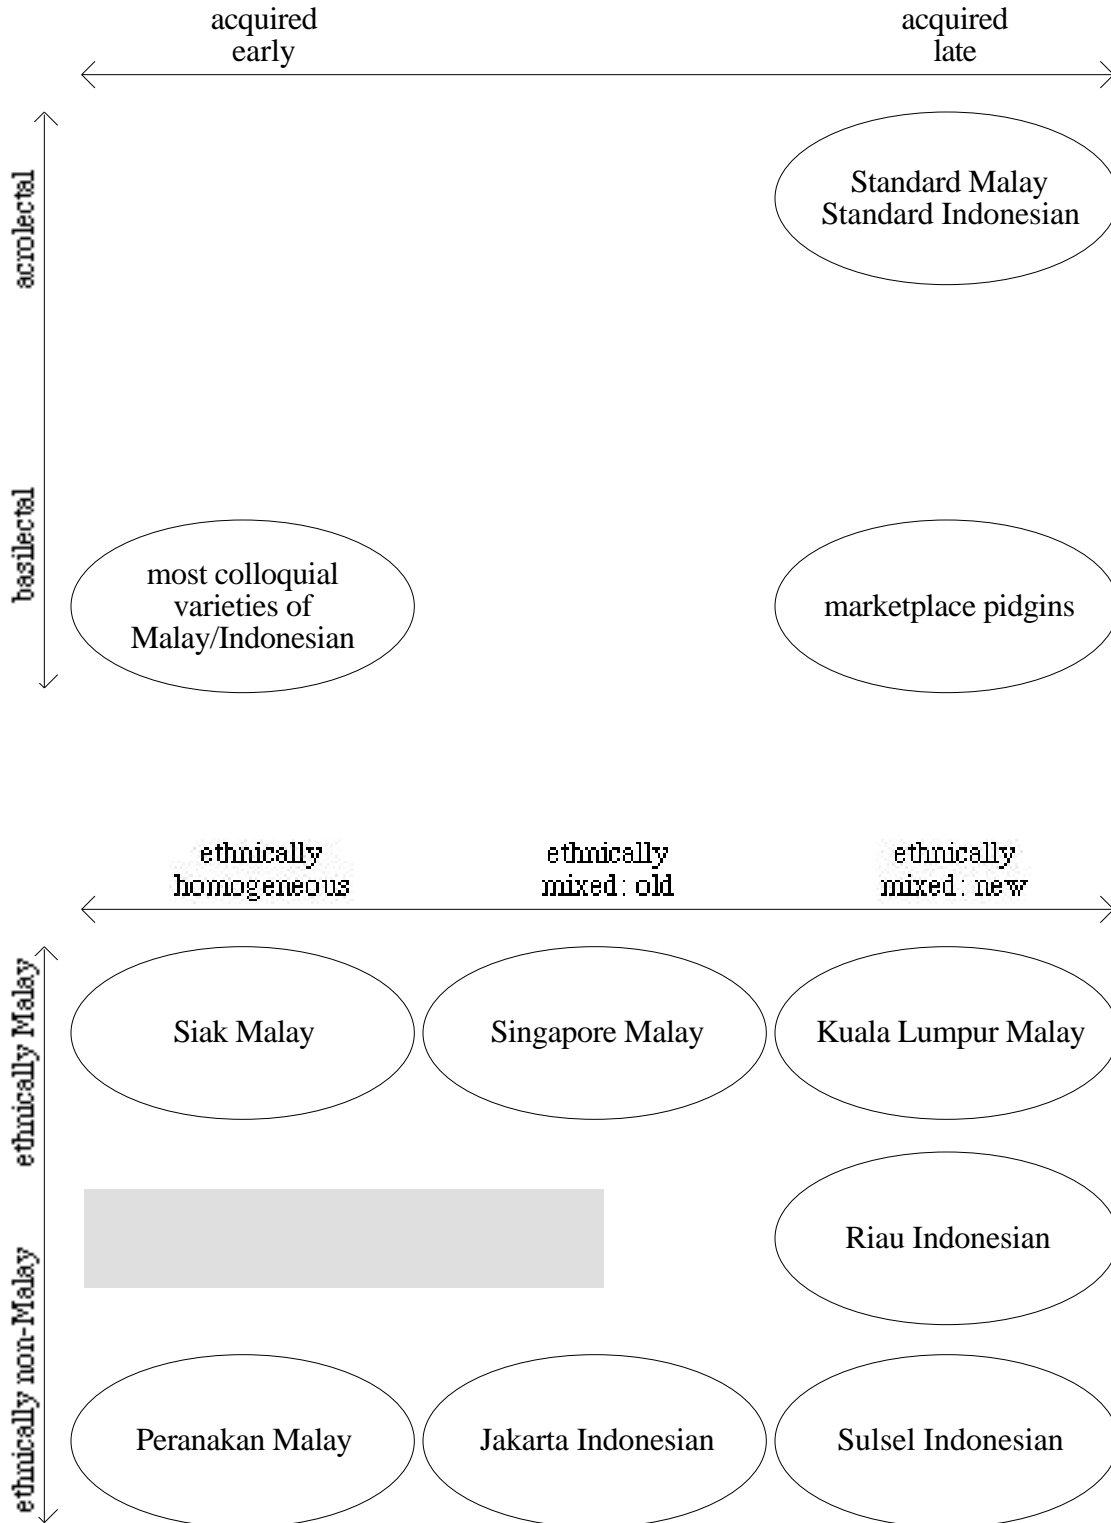 acquired
early
acquired
late
acrolectal
Standard Malay
Standard Indonesian
basilectal
most colloquial
varieties of
Malay/Indonesian
marketplace pidgins
ethnically
homogeneous
ethnically
mixed: old
ethnically
mixed: new
ethnically Malay
Siak Malay
Singapore Malay
Kuala Lumpur Malay
Riau Indonesian
ethnically non-Malay
Peranakan Malay
Jakarta Indonesian
Sulsel Indonesian